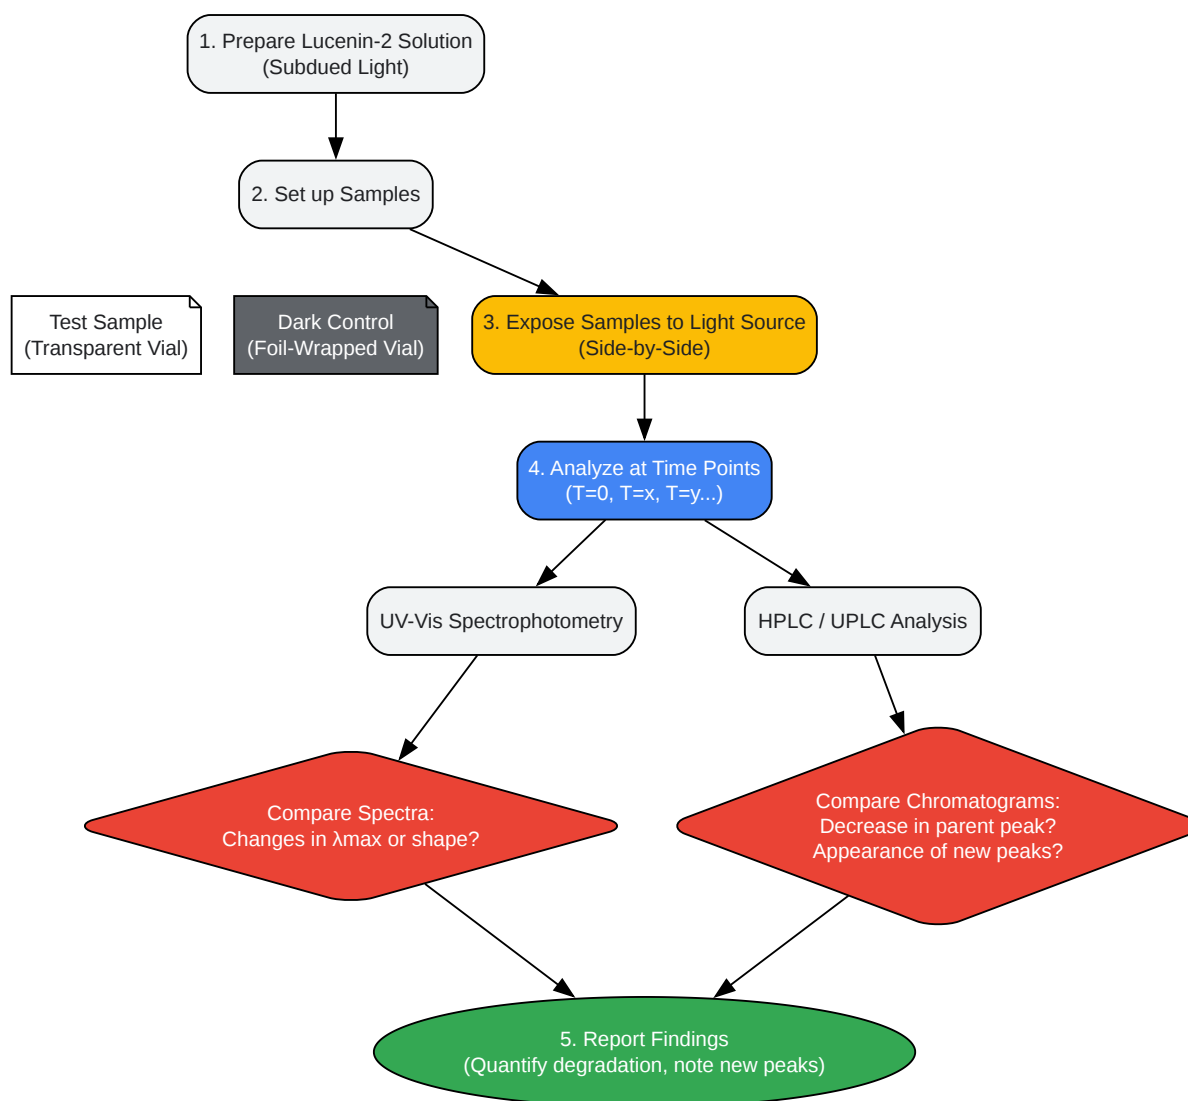 1. Prepare Lucenin-2 Solution
(Subdued Light)
2. Set up Samples
Test Sample
(Transparent Vial)
Dark Control
(Foil-Wrapped Vial)
3. Expose Samples to Light Source
(Side-by-Side)
4. Analyze at Time Points
(T=0, T=x, T=y...)
UV-Vis Spectrophotometry
HPLC / UPLC Analysis
Compare Spectra:
Changes in λmax or shape?
Compare Chromatograms:
Decrease in parent peak?
Appearance of new peaks?
5. Report Findings
(Quantify degradation, note new peaks)